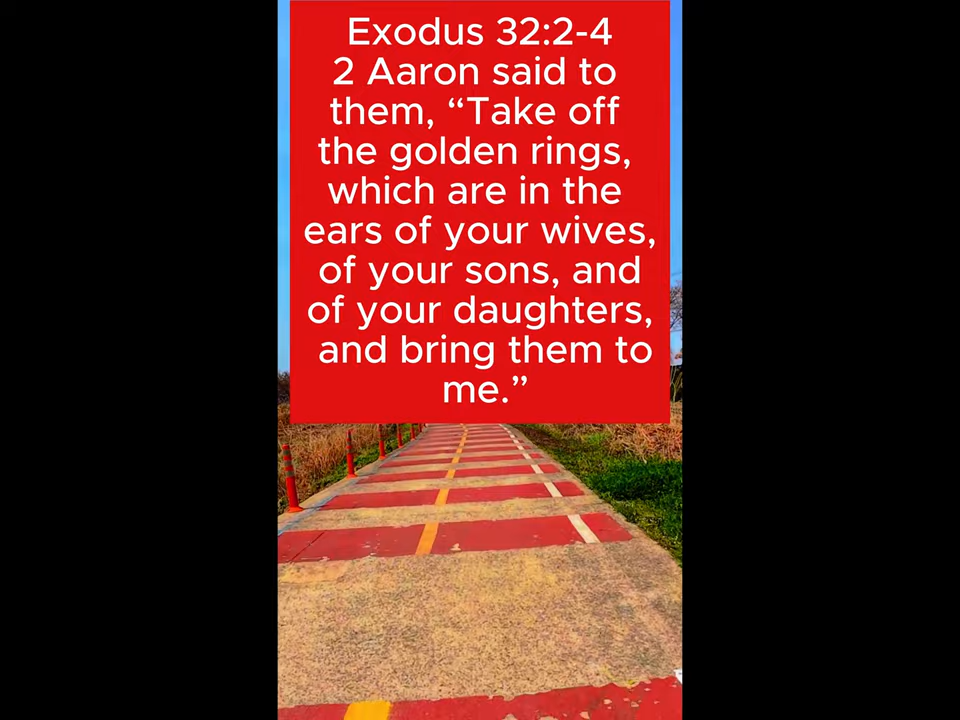 Exodus 32:2-4
2 Aaron said to
them, “Take off
the golden rings,
which are in the
ears of your wives,
of your sons, and
of your daughters,
and bring them to
me.”